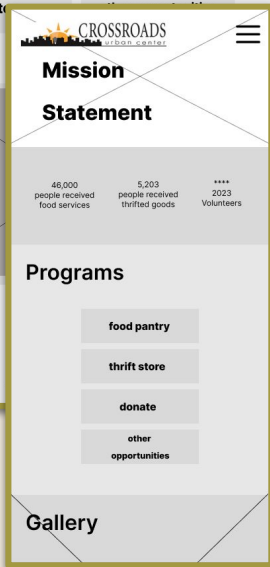 CROSSROADS
urban center
Mission
Statement
46,000
people received
food services
5,203
people received
thrifted goods
****
2023
Volunteers
Programs
food pantry
thrift store
donate
other
opportunities
Gallery